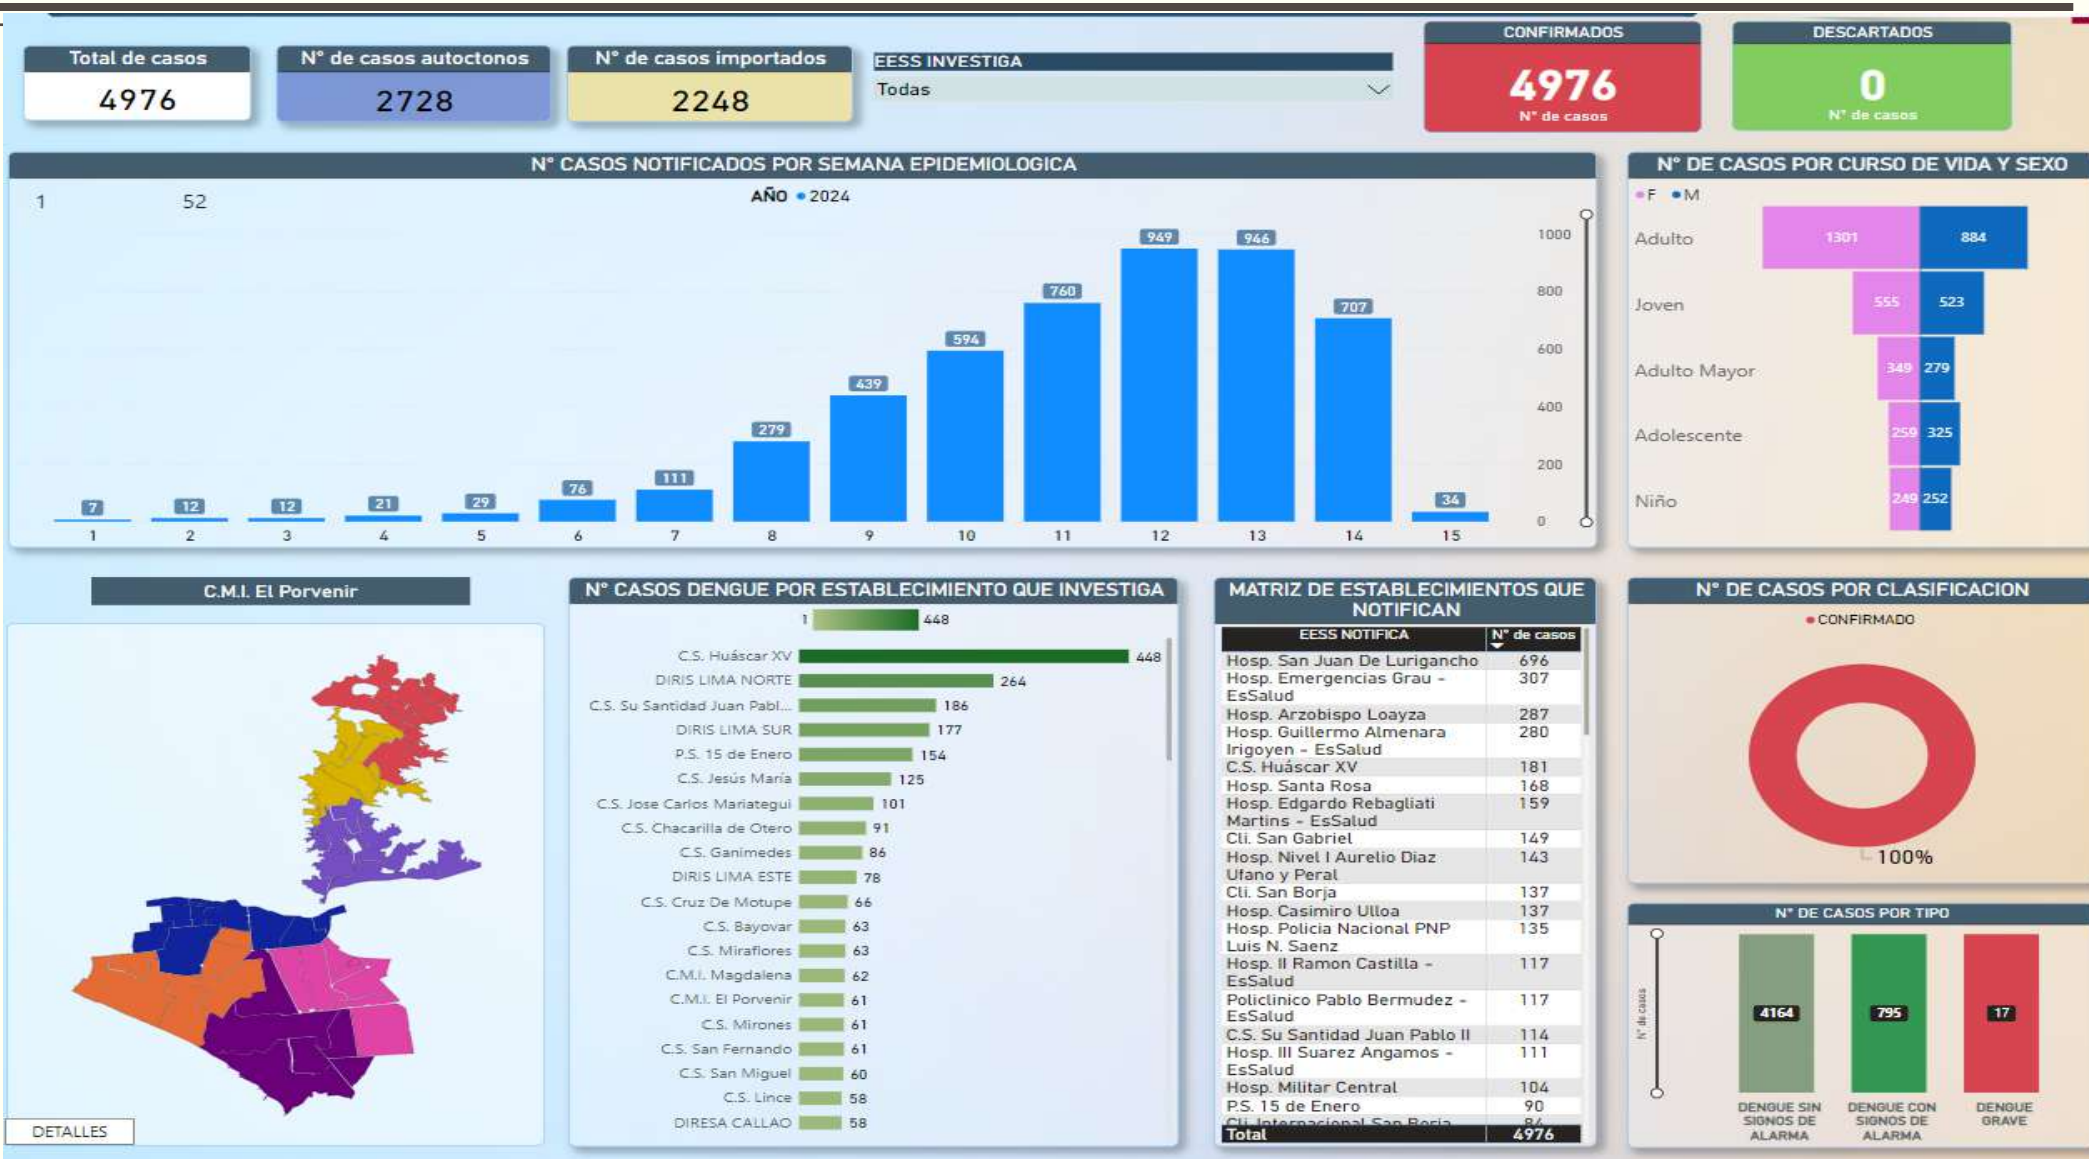 Total de casos
4976
N° de casos autoctonos
2728
N° de casos importados
2248
EESS INVESTIGA
Todas
CONFIRMADOS
4976
N° de casos
DESCARTADOS
0
N° de casos
N° CASOS NOTIFICADOS POR SEMANA EPIDEMIOLOGICA
1 52
AÑO 2024
1000
800
600
400
200
0
7
12
12
21
29
76
111
279
439
594
760
949
946
707
34
1 2 3 4 5 6 7 8 9 10 11 12 13 14 15
N° DE CASOS POR CURSO DE VIDA Y SEXO
F M
Adulto 1301 884
Joven 555 523
Adulto Mayor 349 279
Adolescente 259 325
Niño 249 252
C.M.I. El Porvenir
DETALLES
N° CASOS DENGUE POR ESTABLECIMIENTO QUE INVESTIGA
1 448
C.S. Huáscar XV 448
DIRIS LIMA NORTE 264
C.S. Su Santidad Juan Pabl... 186
DIRIS LIMA SUR 177
P.S. 15 de Enero 154
C.S. Jesús María 125
C.S. Jose Carlos Mariategui 101
C.S. Chacarilla de Otero 91
C.S. Ganimedes 86
DIRIS LIMA ESTE 78
C.S. Cruz De Motupe 66
C.S. Bayovar 63
C.S. Miraflores 63
C.M.I. Magdalena 62
C.M.I. El Porvenir 61
C.S. Mirones 61
C.S. San Fernando 61
C.S. San Miguel 60
C.S. Lince 58
DIRESA CALLAO 58
MATRIZ DE ESTABLECIMIENTOS QUE
NOTIFICAN
EESS NOTIFICA N° de casos
Hosp. San Juan De Lurigancho 696
Hosp. Emergencias Grau - 307
EsSalud
Hosp. Arzobispo Loayza 287
Hosp. Guillermo Almenara 280
Irigoyen - EsSalud
C.S. Huáscar XV 181
Hosp. Santa Rosa 168
Hosp. Edgardo Rebagliati 159
Martins - EsSalud
Cli. San Gabriel 149
Hosp. Nivel I Aurelio Diaz 143
Ufano y Peral
Cli. San Borja 137
Hosp. Casimiro Ulloa 137
Hosp. Policia Nacional PNP 135
Luis N. Saenz
Hosp. II Ramon Castilla - 117
EsSalud
Policlinico Pablo Bermudez - 117
EsSalud
C.S. Su Santidad Juan Pablo II 114
Hosp. III Suarez Angamos - 111
EsSalud
Hosp. Militar Central 104
P.S. 15 de Enero 90
Cli. Internacional San Borja 84
Total 4976
N° DE CASOS POR CLASIFICACION
CONFIRMADO
100%
N° DE CASOS POR TIPO
N° de casos
4164
795
17
DENGUE SIN
SIGNOS DE
ALARMA
DENGUE CON
SIGNOS DE
ALARMA
DENGUE
GRAVE